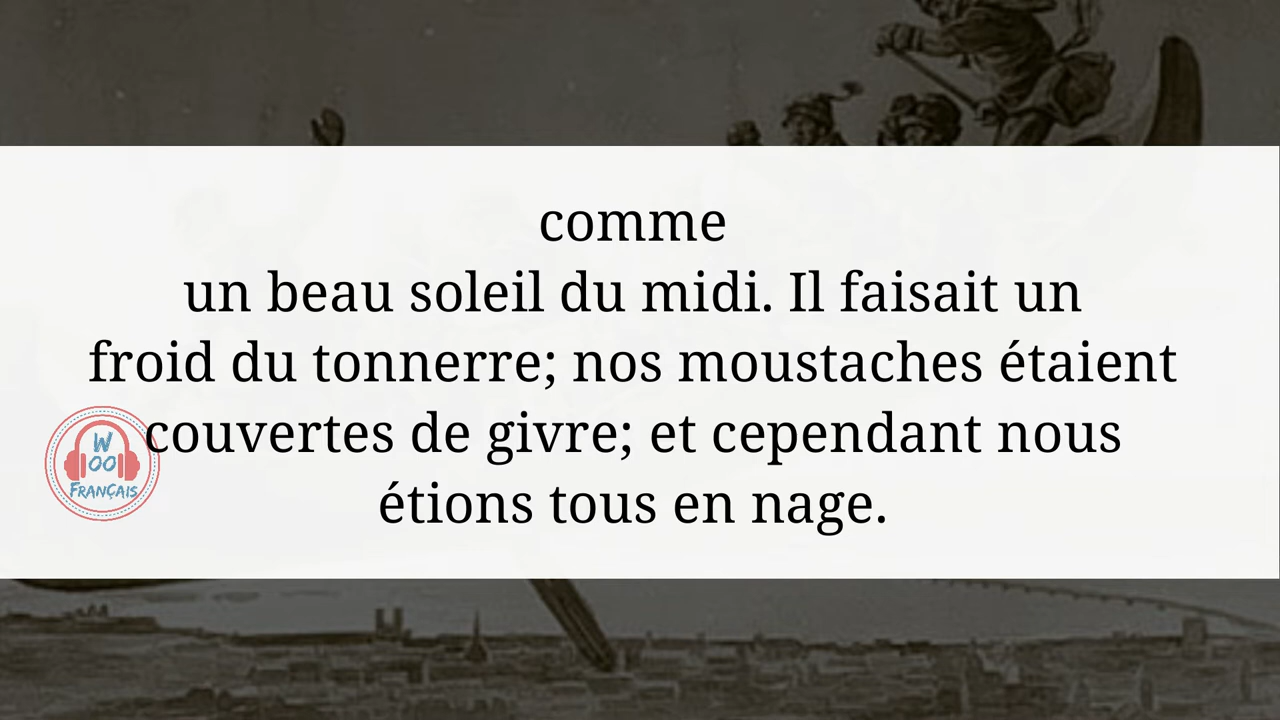 comme
un beau soleil du midi. Il faisait un
froid du tonnerre; nos moustaches étaient
couvertes de givre; et cependant nous
étions tous en nage.
W
OO
FRANÇAIS